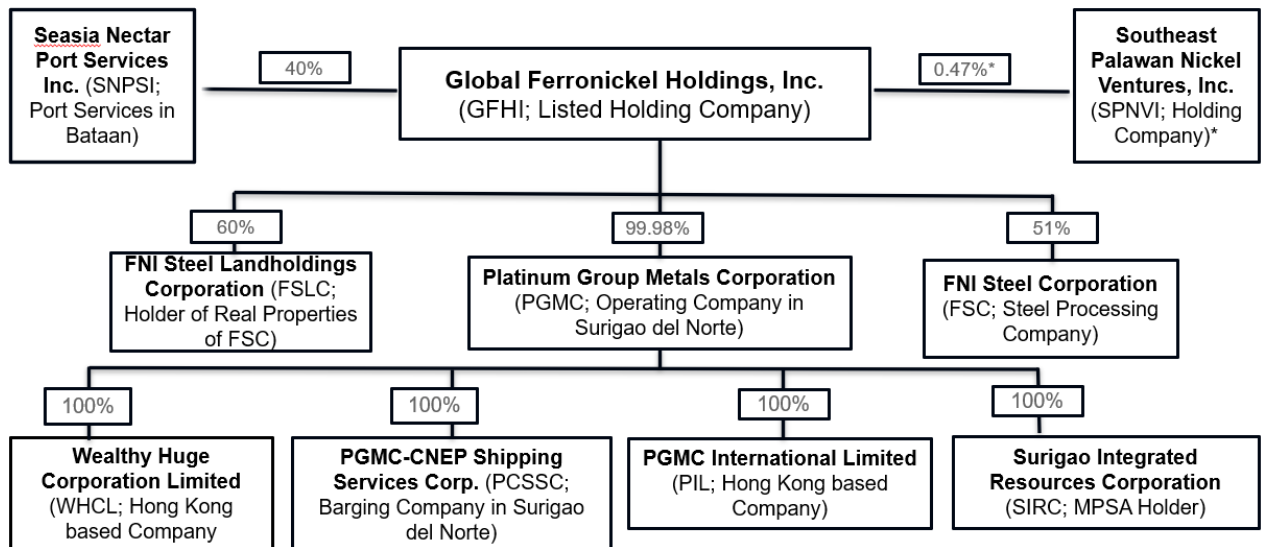 Seasia Nectar
Port Services
Inc. (SNPSI;
Port Services in
Bataan)
40%
Global Ferronickel Holdings, Inc.
(GFHI; Listed Holding Company)
0.47%*
Southeast
Palawan Nickel
Ventures, Inc.
(SPNVI; Holding
Company)*
60%
99.98%
51%
FNI Steel Landholdings
Corporation (FSLC;
Holder of Real Properties
of FSC)
Platinum Group Metals Corporation
(PGMC; Operating Company in
Surigao del Norte)
FNI Steel Corporation
(FSC; Steel Processing
Company)
100%
100%
100%
100%
Wealthy Huge
Corporation Limited
(WHCL; Hong Kong
based Company
PGMC-CNEP Shipping
Services Corp. (PCSSC;
Barging Company in Surigao
del Norte)
PGMC International Limited
(PIL; Hong Kong based
Company)
Surigao Integrated
Resources Corporation
(SIRC; MPSA Holder)